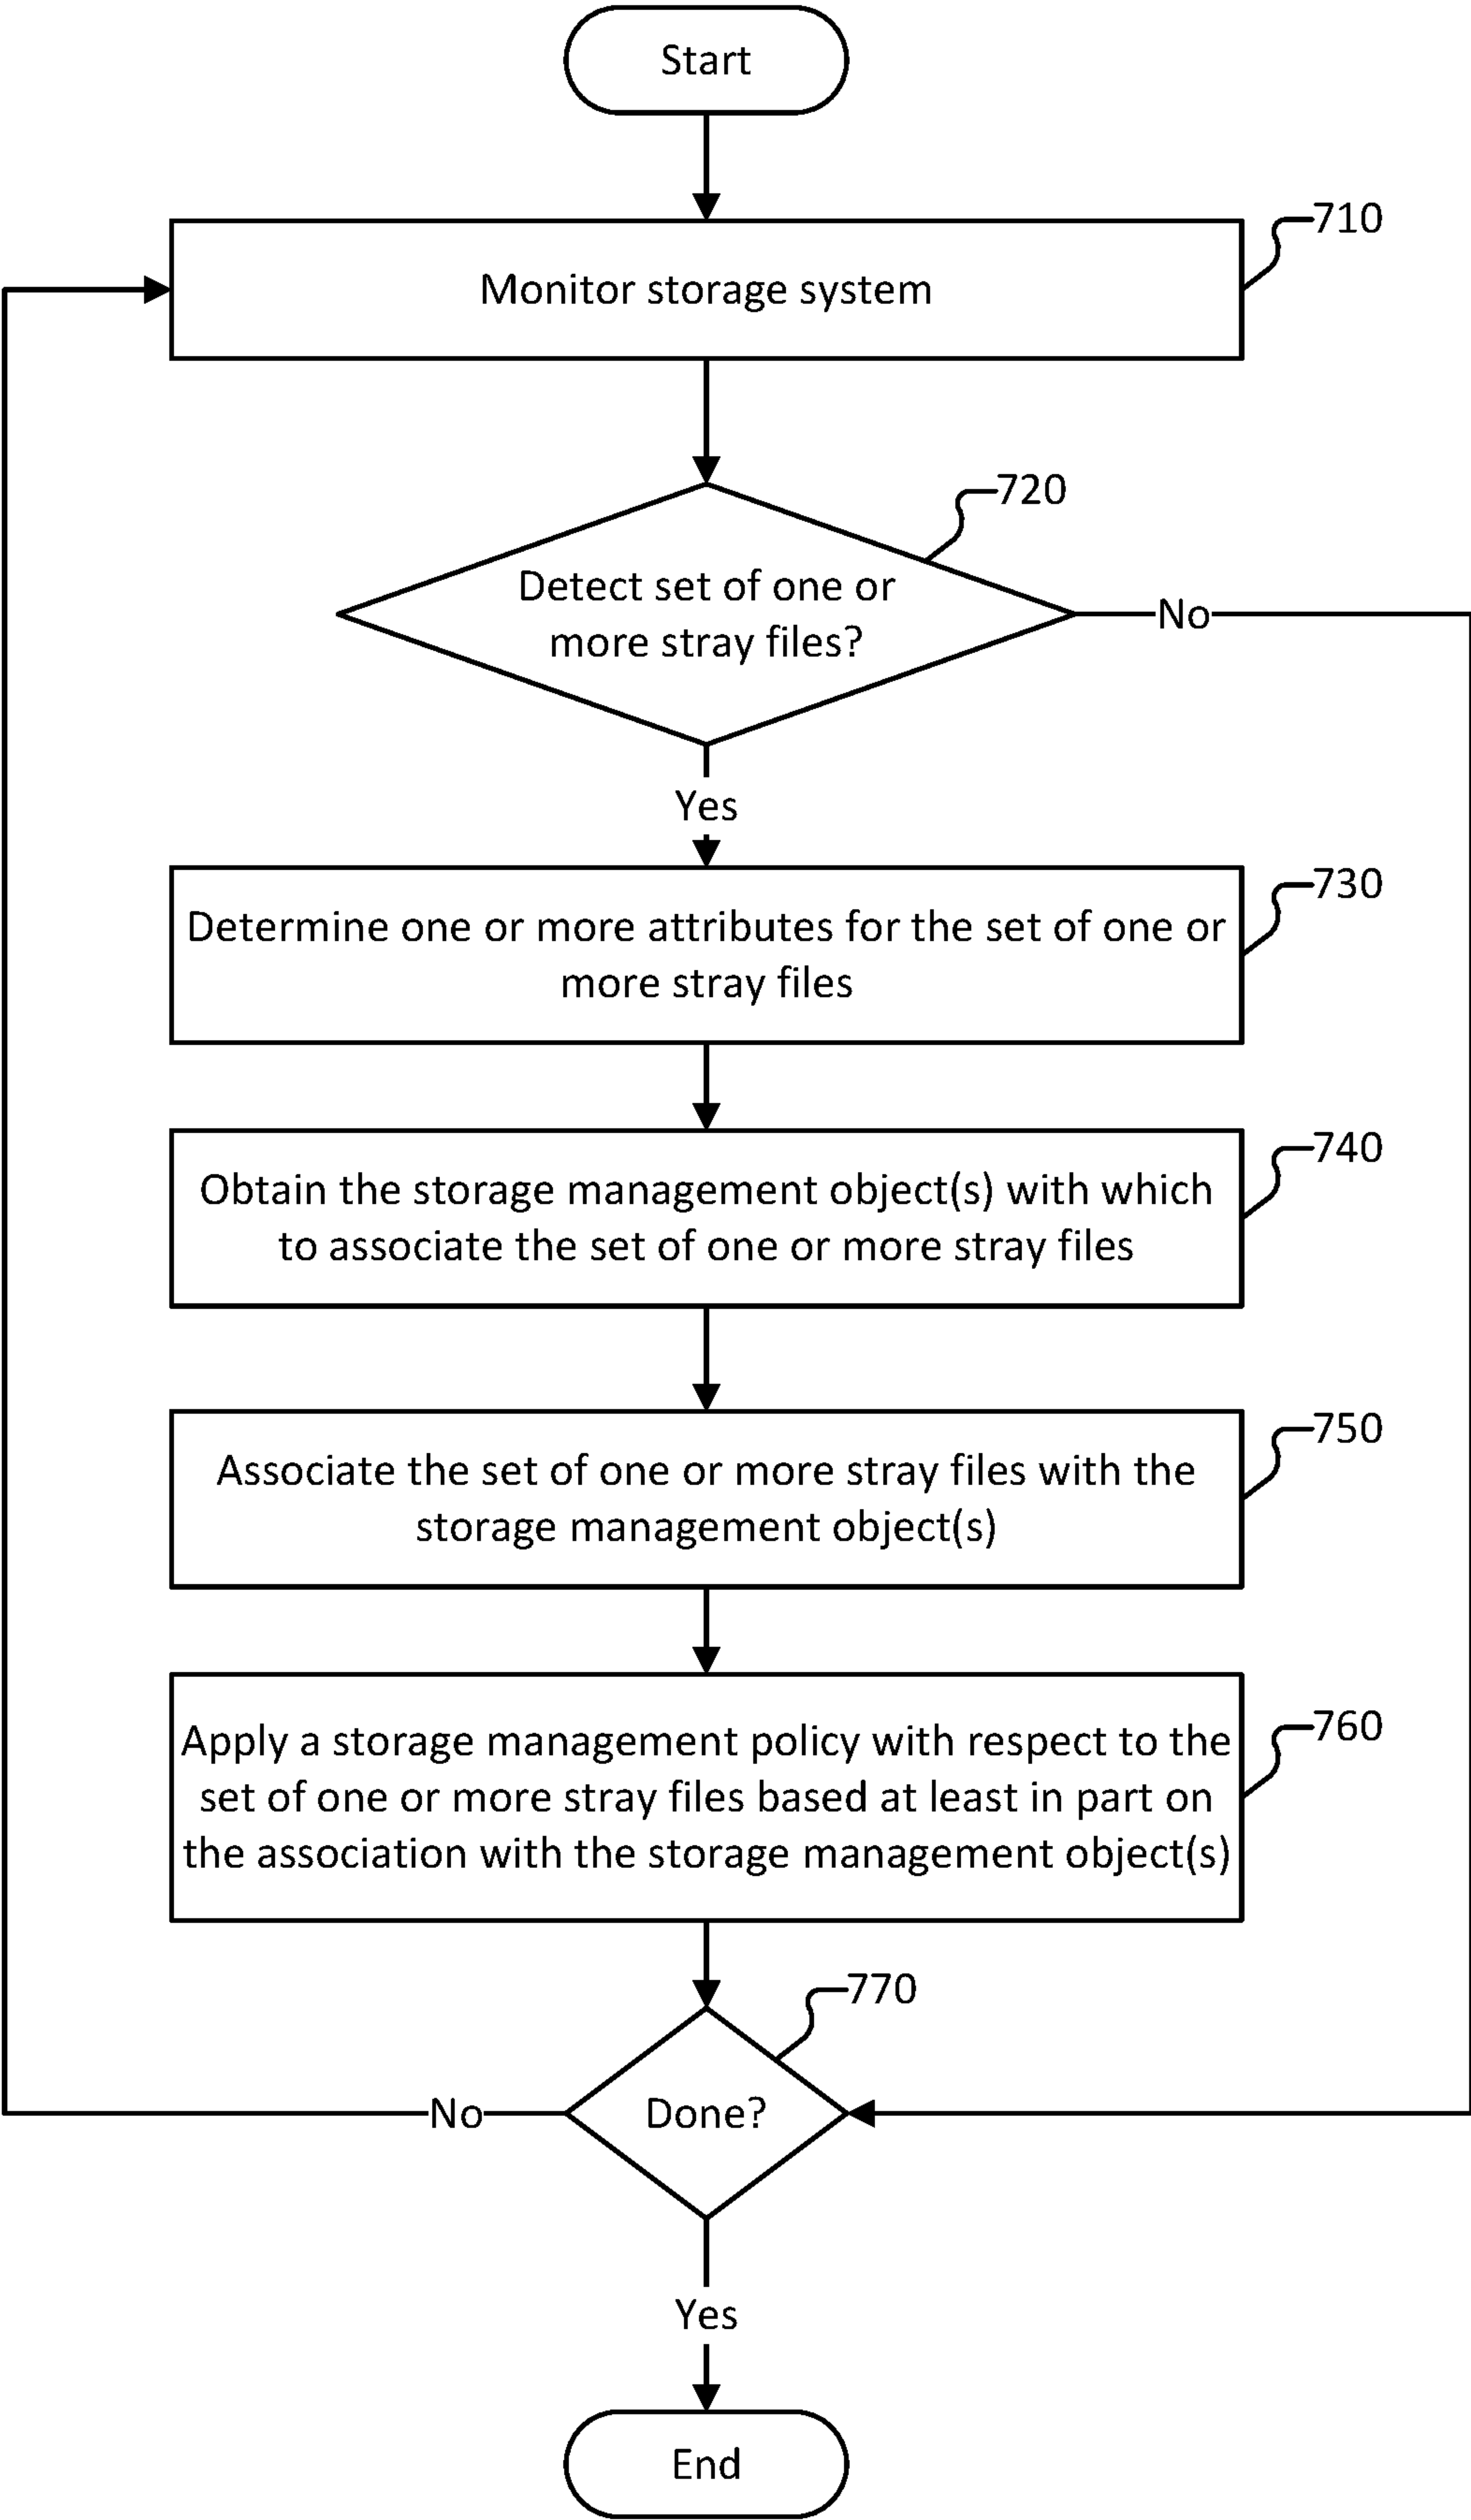 Start
710
Monitor storage system
720
Detect set of one or
more stray files?
No
Yes
730
Determine one or more attributes for the set of one or
more stray files
740
Obtain the storage management object(s) with which
to associate the set of one or more stray files
750
Associate the set of one or more stray files with the
storage management object(s)
760
Apply a storage management policy with respect to the
set of one or more stray files based at least in part on
the association with the storage management object(s)
770
No
Done?
Yes
End